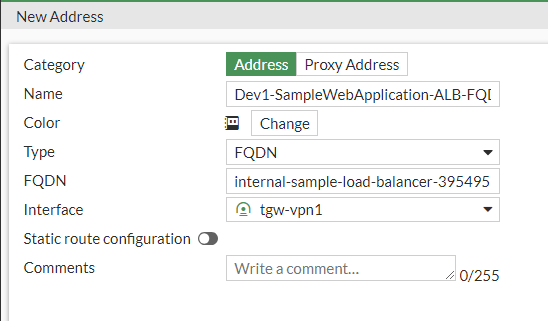 New Address
Category Address Proxy Address
Name Dev1-SampleWebApplication-ALB-FQ
Color Change
Type FQDN
FQDN internal-sample-load-balancer-395495
Interface tgw-vpn1
Static route configuration
Comments Write a comment... 0/255